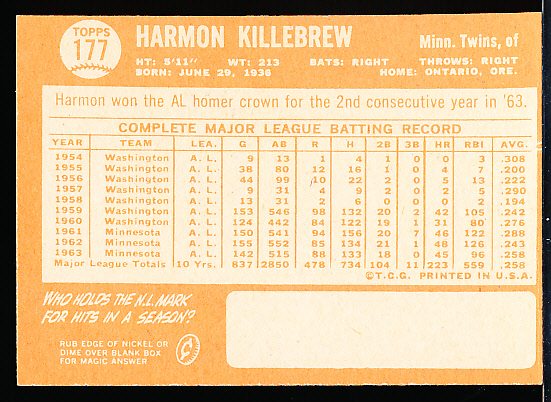 TOPPS
177
HARMON KILLEBREW
Minn. Twins, of
HT: 5'11" WT: 213 BATS: RIGHT THROWS: RIGHT
BORN: JUNE 29, 1936 HOME: ONTARIO, ORE.
Harmon won the AL homer crown for the 2nd consecutive year in '63.
COMPLETE MAJOR LEAGUE BATTING RECORD
YEAR TEAM LEA. G AB R H 2B 3B HR RBI AVG.
1954 Washington A. L. 9 13 1 4 1 0 0 3 .308
1955 Washington A. L. 38 80 12 16 1 0 4 7 .200
1956 Washington A. L. 44 99 10 22 2 0 5 13 .222
1957 Washington A. L. 9 31 4 9 2 0 2 5 .290
1958 Washington A. L. 13 31 2 6 0 0 0 2 .194
1959 Washington A. L. 153 546 98 132 20 2 42 105 .242
1960 Washington A. L. 124 442 84 122 19 1 31 80 .276
1961 Minnesota A. L. 150 541 94 156 20 7 46 122 .288
1962 Minnesota A. L. 155 552 85 134 21 1 48 126 .243
1963 Minnesota A. L. 142 515 88 133 18 0 45 96 .258
Major League Totals 10 Yrs. 837 2850 478 734 104 11 223 559 .258
©T.C.G. PRINTED IN U.S.A.
WHO HOLDS THE N.L. MARK
FOR HITS IN A SEASON?
RUB EDGE OF NICKEL OR
DIME OVER BLANK BOX
FOR MAGIC ANSWER